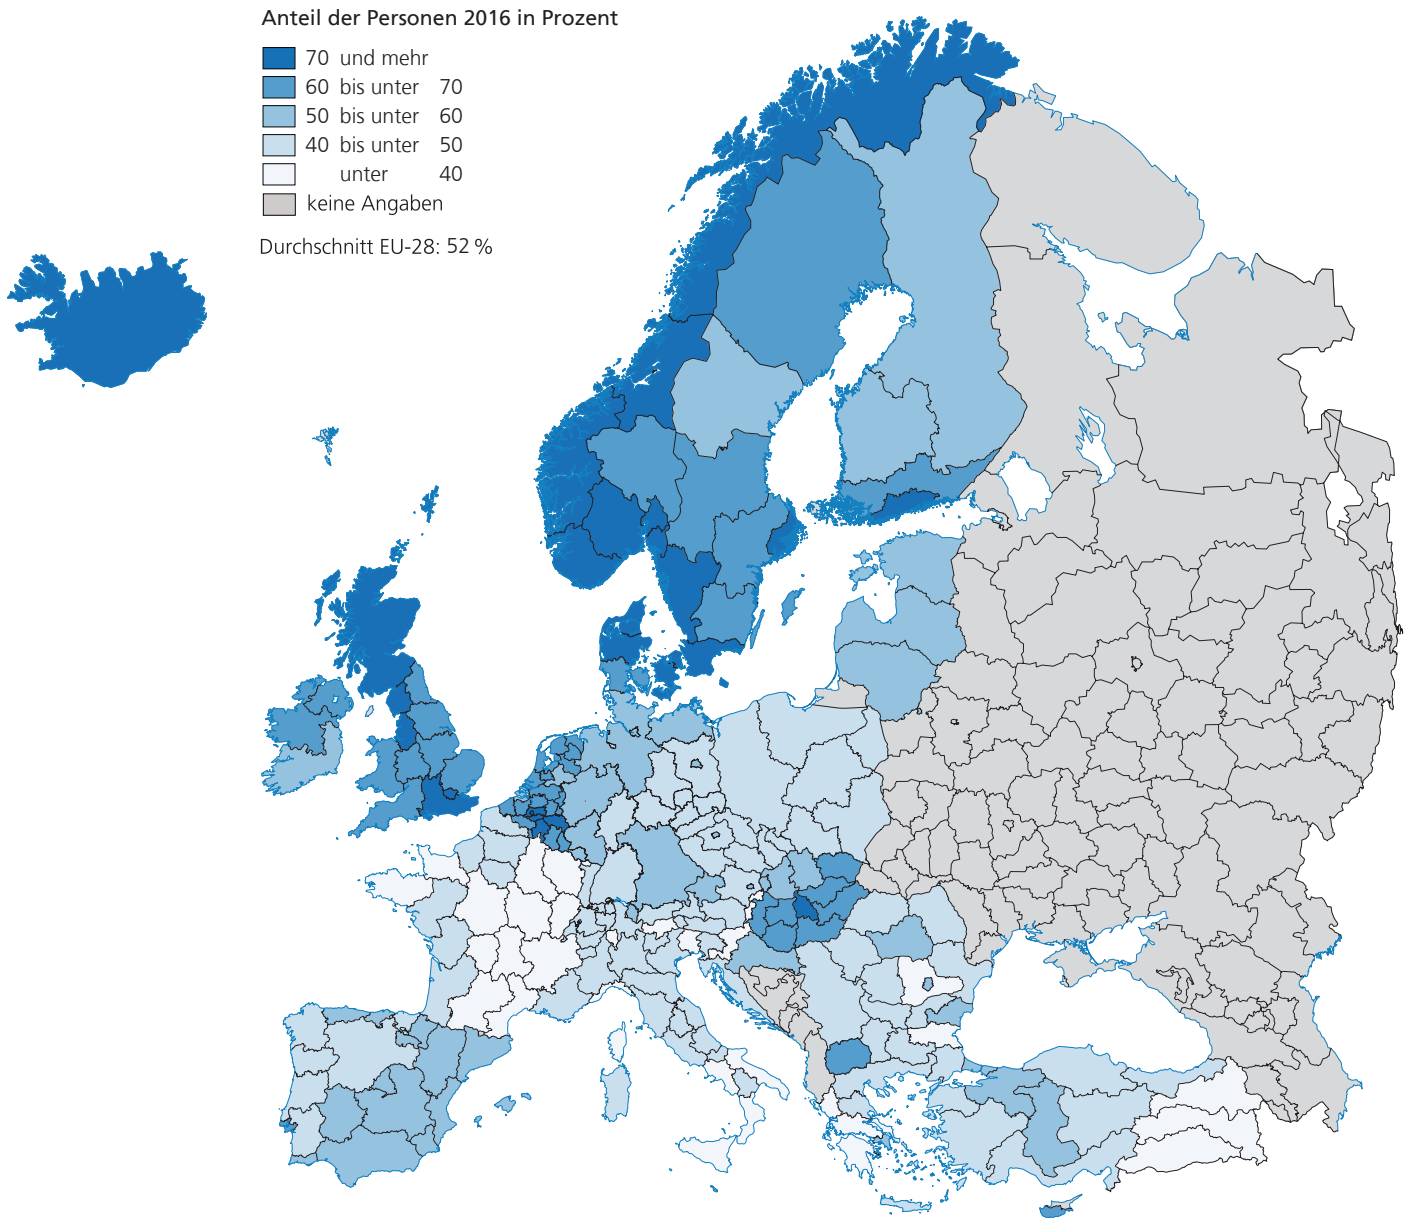 Anteil der Personen 2016 in Prozent
70 und mehr
60 bis unter 70
50 bis unter 60
40 bis unter 50
unter 40
keine Angaben
Durchschnitt EU-28: 52 %